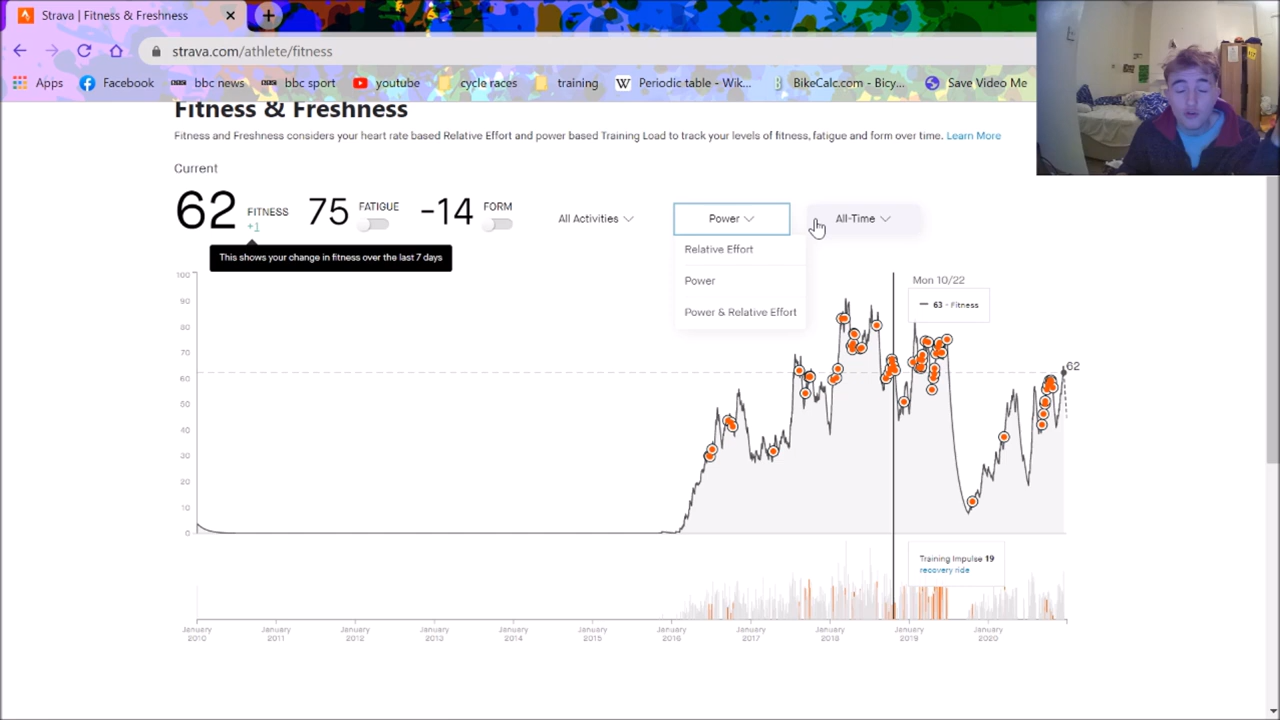 Strava | Fitness & Freshness
strava.com/athlete/fitness
Apps Facebook bbc news bbc sport youtube cycle races training Periodic table - Wik... BikeCalc.com - Bicy... Save Video Me
Fitness & Freshness
Fitness and Freshness considers your heart rate based Relative Effort and power based Training Load to track your levels of fitness, fatigue and form over time. Learn More
Current
62 FITNESS +1 75 FATIGUE -14 FORM All Activities Power All-Time
This shows your change in fitness over the last 7 days
Relative Effort
Power
Power & Relative Effort
Mon 10/22
63 - Fitness
100
90
80
70
62
60
50
40
30
20
10
0
Training Impulse 19
recovery ride
January January January January January January January January January January January
2010 2011 2012 2013 2014 2015 2016 2017 2018 2019 2020